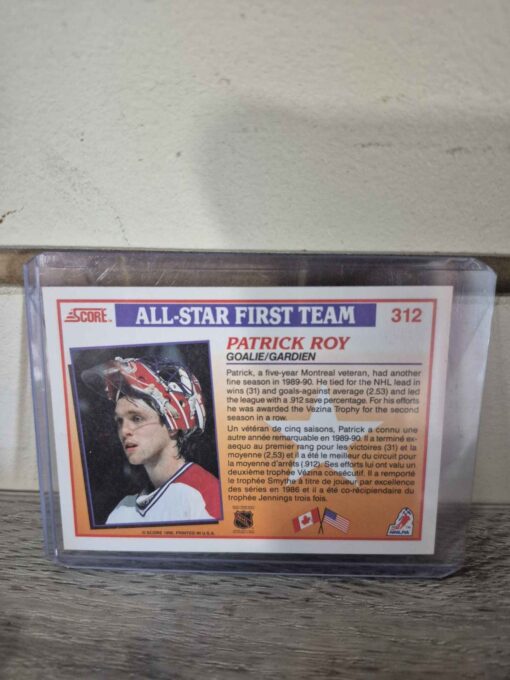 SCORE
ALL-STAR FIRST TEAM
312
PATRICK ROY
GOALIE/GARDIEN
Patrick, a five-year Montreal veteran, had another
fine season in 1989-90. He tied for the NHL lead in
wins (31) and goals-against average (2.53) and led
the league with a .912 save percentage. For his efforts
he was awarded the Vezina Trophy for the second
season in a row.
Un vétéran de cinq saisons, Patrick a connu une
autre année remarquable en 1989-90. Il a terminé ex-
aequo au premier rang pour les victoires (31) et la
moyenne (2,53) et il a été le meilleur du circuit pour
la moyenne d'arrêts (.912). Ses efforts lui ont valu un
deuxième trophée Vézina consécutif. Il a remporté le
trophée Smythe à titre de joueur par excellence
des séries en 1986 et il a été co-récipiendaire du
trophée Jennings trois fois.
© SCORE 1990, PRINTED IN U.S.A.
NHL
NHLPA